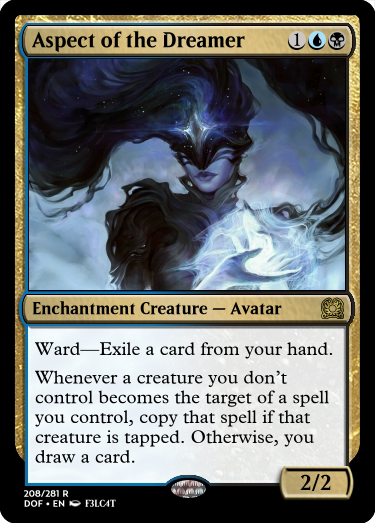 Aspect of the Dreamer 1
Enchantment Creature — Avatar
Ward—Exile a card from your hand.
Whenever a creature you don't
control becomes the target of a spell
you control, copy that spell if that
creature is tapped. Otherwise, you
draw a card.
2/2
208/281 R
DOF • EN F3LC4T